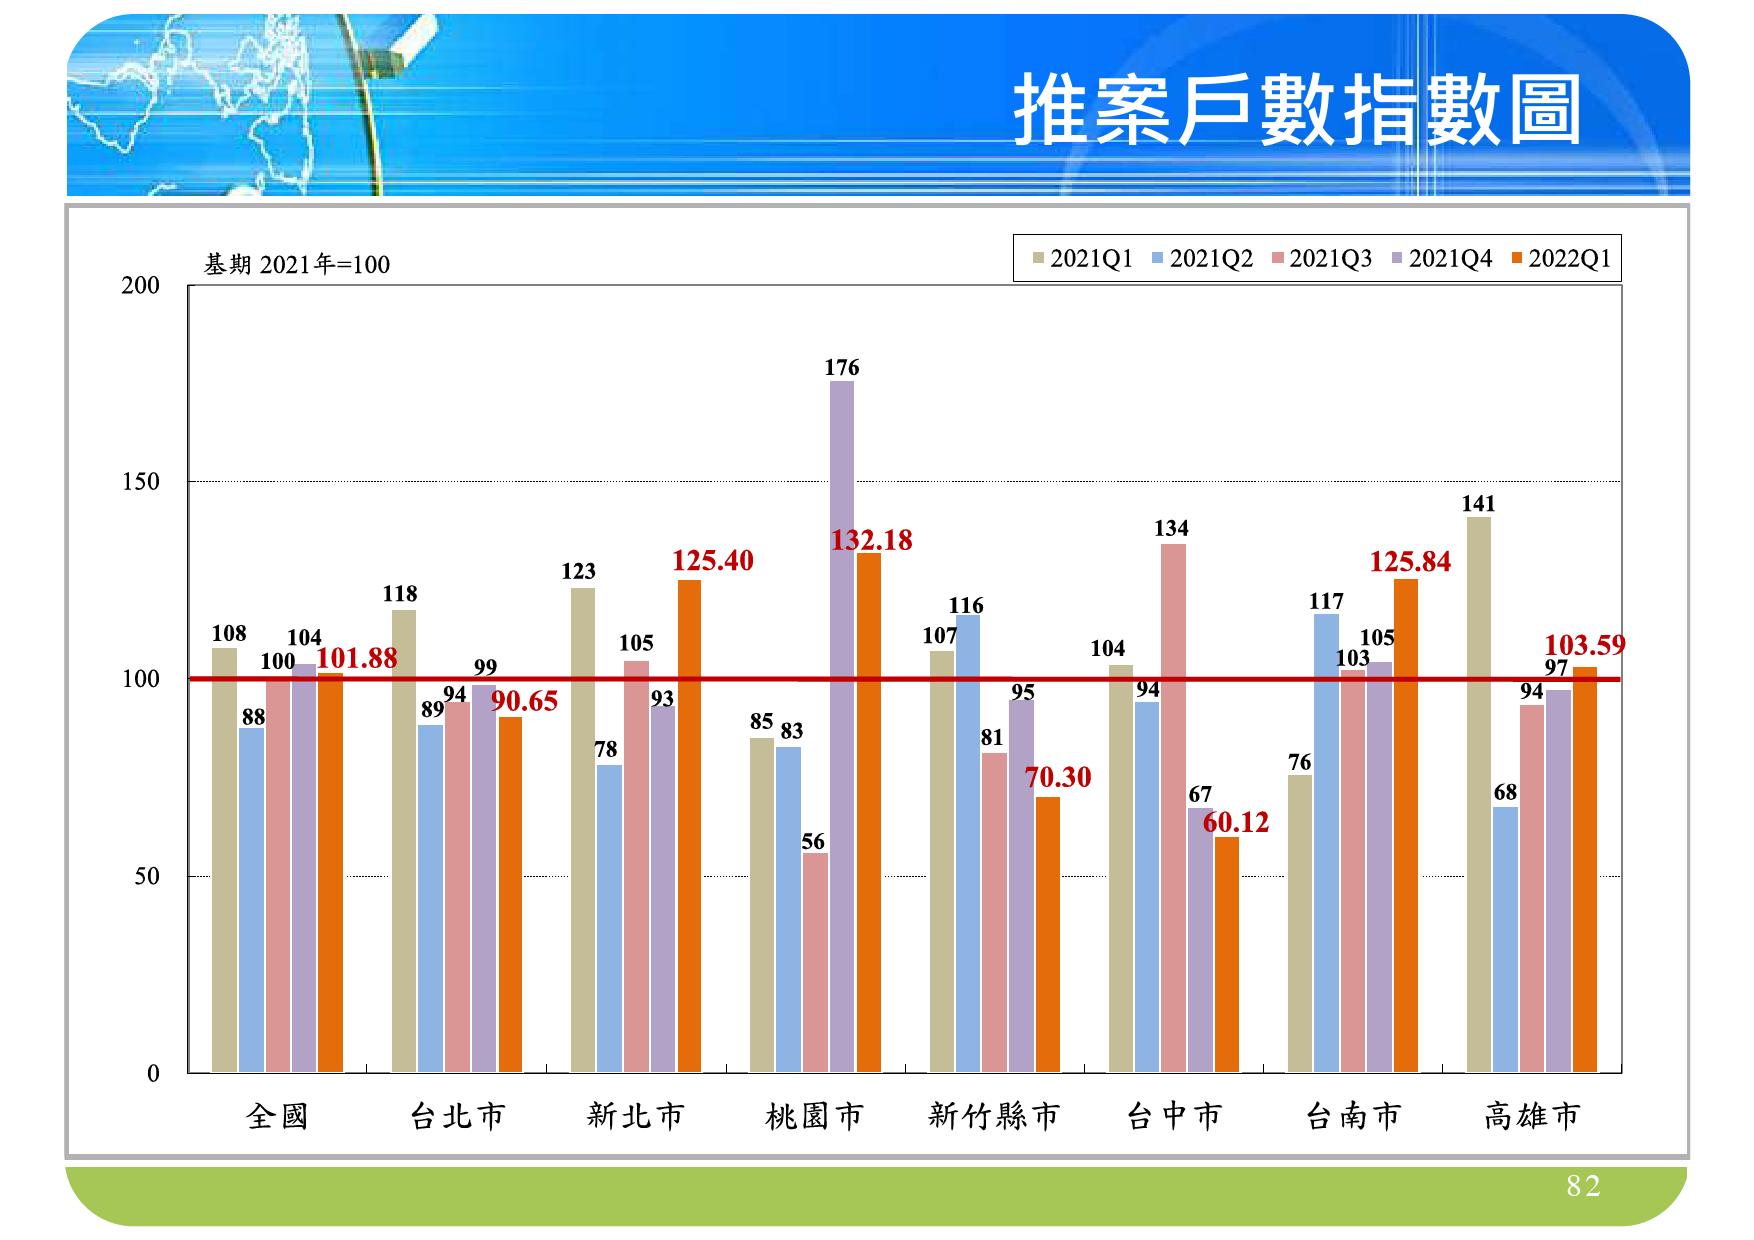 推案戶數指數圖
基期 2021年=100
2021Q1 2021Q2 2021Q3 2021Q4 2022Q1
200
150
100
50
0
108 88 100 104 101.88
118 89 94 99 90.65
123 78 105 93 125.40
85 83 56 176 132.18
107 116 81 95 70.30
104 94 134 67 60.12
76 117 103 105 125.84
141 68 94 97 103.59
全國 台北市 新北市 桃園市 新竹縣市 台中市 台南市 高雄市
82